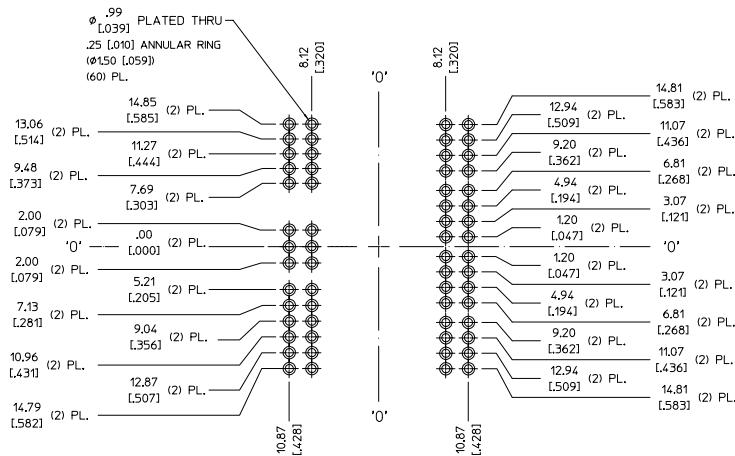 Ø .99
[.039] PLATED THRU
.25 [.010] ANNULAR RING
(Ø1.50 [.059])
(60) PL.
8.12
[.320]
'0'
8.12
[.320]
14.85
[.585] (2) PL.
13.06
[.514] (2) PL.
11.27
[.444] (2) PL.
9.48
[.373] (2) PL.
7.69
[.303] (2) PL.
2.00
[.079] (2) PL.
'0'
.00
[.000] (2) PL.
2.00
[.079] (2) PL.
5.21
[.205] (2) PL.
7.13
[.281] (2) PL.
9.04
[.356] (2) PL.
10.96
[.431] (2) PL.
12.87
[.507] (2) PL.
14.79
[.582] (2) PL.
14.81
[.583] (2) PL.
12.94
[.509] (2) PL.
11.07
[.436] (2) PL.
9.20
[.362] (2) PL.
6.81
[.268] (2) PL.
4.94
[.194] (2) PL.
3.07
[.121] (2) PL.
1.20
[.047] (2) PL.
'0'
1.20
[.047] (2) PL.
3.07
[.121] (2) PL.
4.94
[.194] (2) PL.
6.81
[.268] (2) PL.
9.20
[.362] (2) PL.
11.07
[.436] (2) PL.
12.94
[.509] (2) PL.
14.81
[.583] (2) PL.
10.87
[.428]
'0'
10.87
[.428]